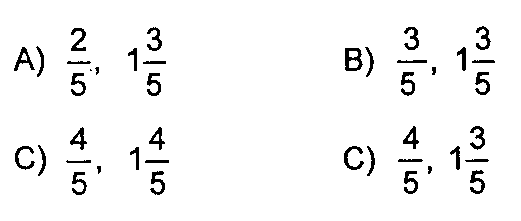 A) 2/5, 1 3/5 B) 3/5, 1 3/5
C) 4/5, 1 4/5 C) 4/5, 1 3/5